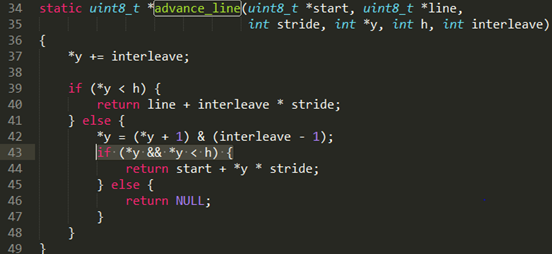 34 static uint8_t *advance_line(uint8_t *start, uint8_t *line,
35                              int stride, int *y, int h, int interleave)
36 {
37     *y += interleave;
38
39     if (*y < h) {
40         return line + interleave * stride;
41     } else {
42         *y = (*y + 1) & (interleave - 1);
43         if (*y && *y < h) {
44             return start + *y * stride;
45         } else {
46             return NULL;
47         }
48     }
49 }